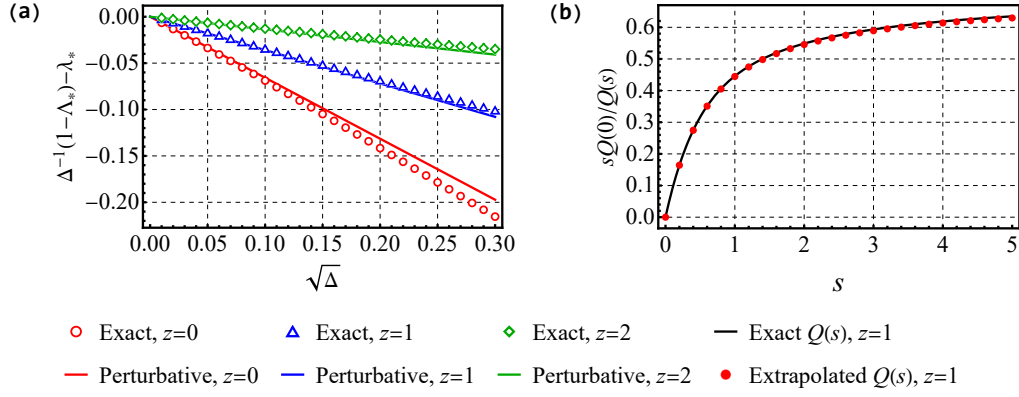 (a)
0.00
−0.05
−0.10
−0.15
−0.20
Δ⁻¹(1−Λ*)−λ*
0.00 0.05 0.10 0.15 0.20 0.25 0.30
√Δ
(b)
0.6
0.5
0.4
0.3
0.2
0.1
0.0
sQ(0)/Q(s)
0 1 2 3 4 5
s
Exact, z=0 Exact, z=1 Exact, z=2 Exact Q(s), z=1
Perturbative, z=0 Perturbative, z=1 Perturbative, z=2 Extrapolated Q(s), z=1